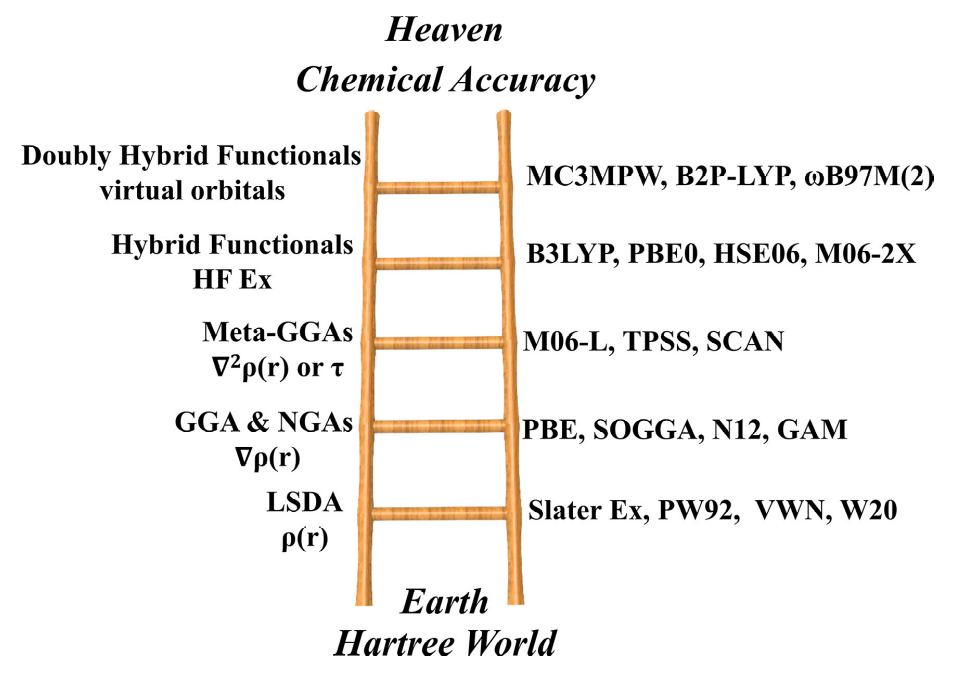 Heaven
Chemical Accuracy
Doubly Hybrid Functionals
virtual orbitals
MC3MPW, B2P-LYP, ωB97M(2)
Hybrid Functionals
HF Ex
B3LYP, PBE0, HSE06, M06-2X
Meta-GGAs
∇²ρ(r) or τ
M06-L, TPSS, SCAN
GGA & NGAs
∇ρ(r)
PBE, SOGGA, N12, GAM
LSDA
ρ(r)
Slater Ex, PW92, VWN, W20
Earth
Hartree World